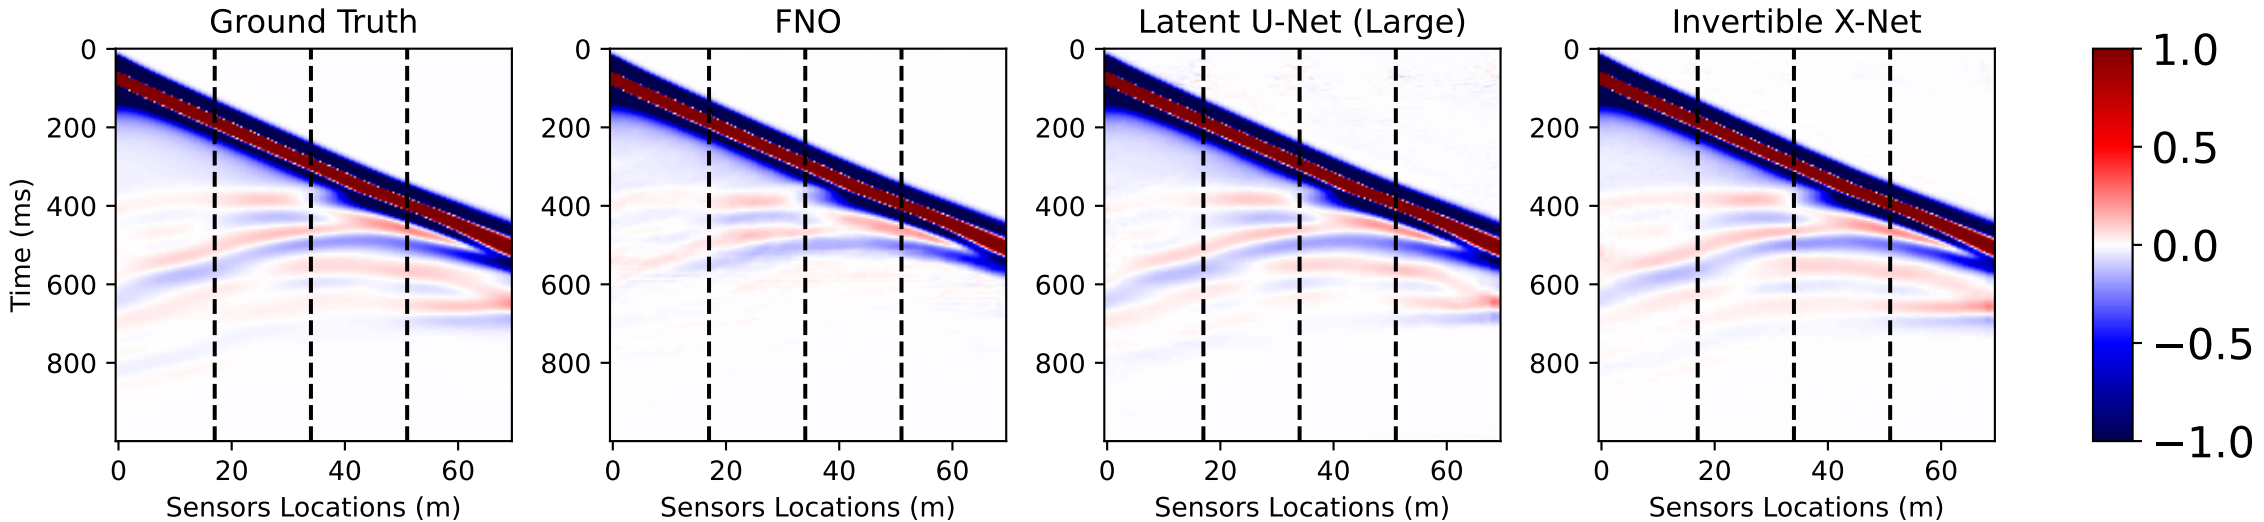 Ground Truth
FNO
Latent U-Net (Large)
Invertible X-Net
0
200
400
600
800
Time (ms)
0 20 40 60
Sensors Locations (m)
0
200
400
600
800
0 20 40 60
Sensors Locations (m)
0
200
400
600
800
0 20 40 60
Sensors Locations (m)
0
200
400
600
800
0 20 40 60
Sensors Locations (m)
1.0
0.5
0.0
−0.5
−1.0